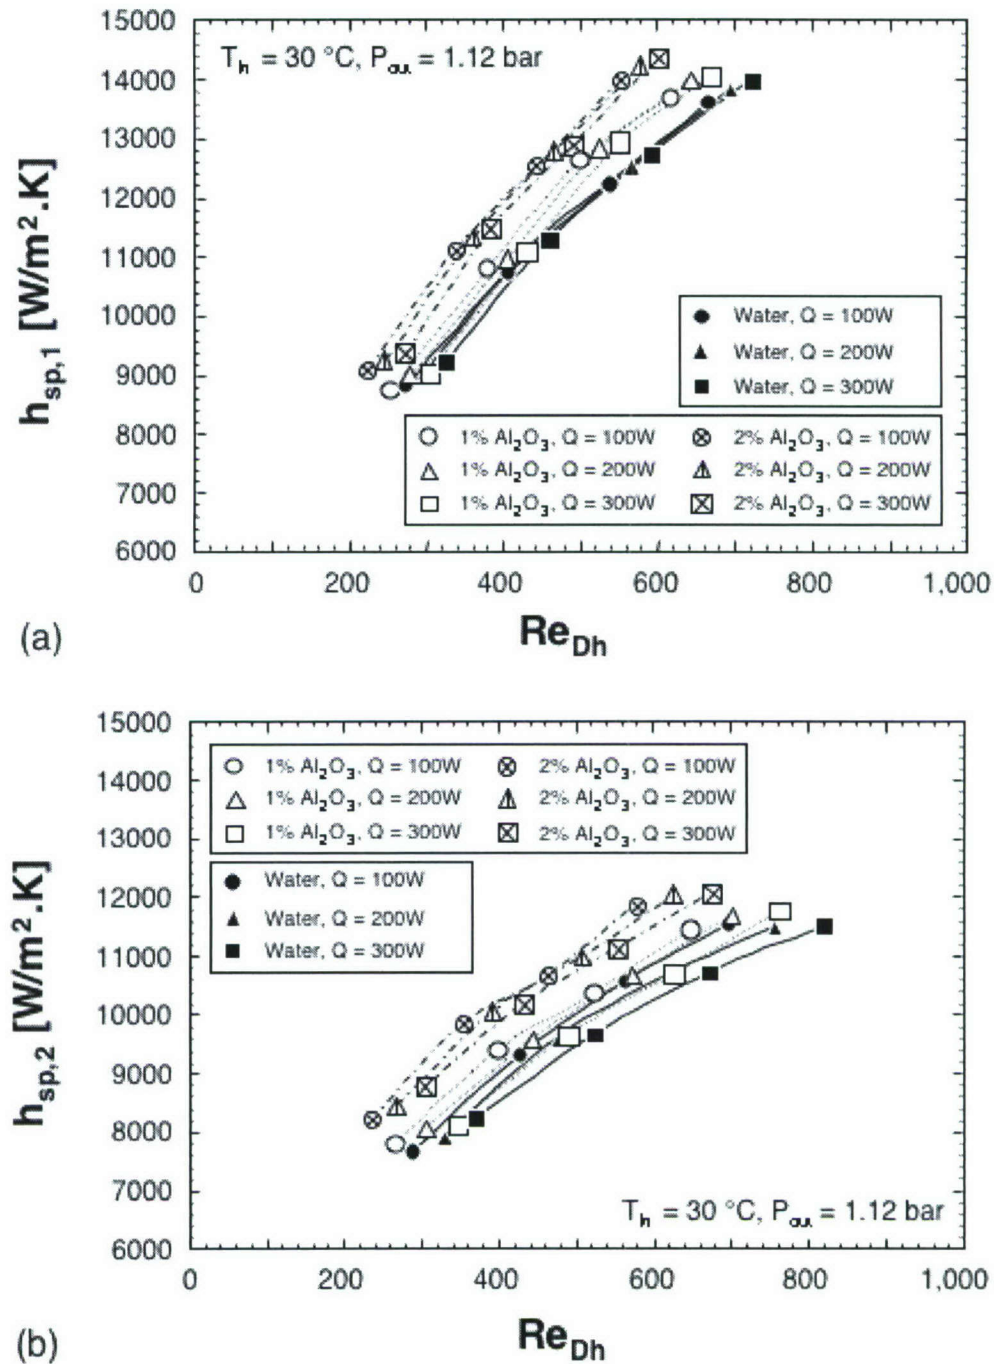 15000
14000
13000
12000
11000
10000
9000
8000
7000
6000
h_sp,1 [W/m².K]
T_in = 30 °C, P_out = 1.12 bar
Water, Q = 100W
Water, Q = 200W
Water, Q = 300W
1% Al₂O₃, Q = 100W 2% Al₂O₃, Q = 100W
1% Al₂O₃, Q = 200W 2% Al₂O₃, Q = 200W
1% Al₂O₃, Q = 300W 2% Al₂O₃, Q = 300W
0 200 400 600 800 1,000
Re_Dh
(a)
15000
14000
13000
12000
11000
10000
9000
8000
7000
6000
h_sp,2 [W/m².K]
1% Al₂O₃, Q = 100W 2% Al₂O₃, Q = 100W
1% Al₂O₃, Q = 200W 2% Al₂O₃, Q = 200W
1% Al₂O₃, Q = 300W 2% Al₂O₃, Q = 300W
Water, Q = 100W
Water, Q = 200W
Water, Q = 300W
T_in = 30 °C, P_out = 1.12 bar
0 200 400 600 800 1,000
Re_Dh
(b)